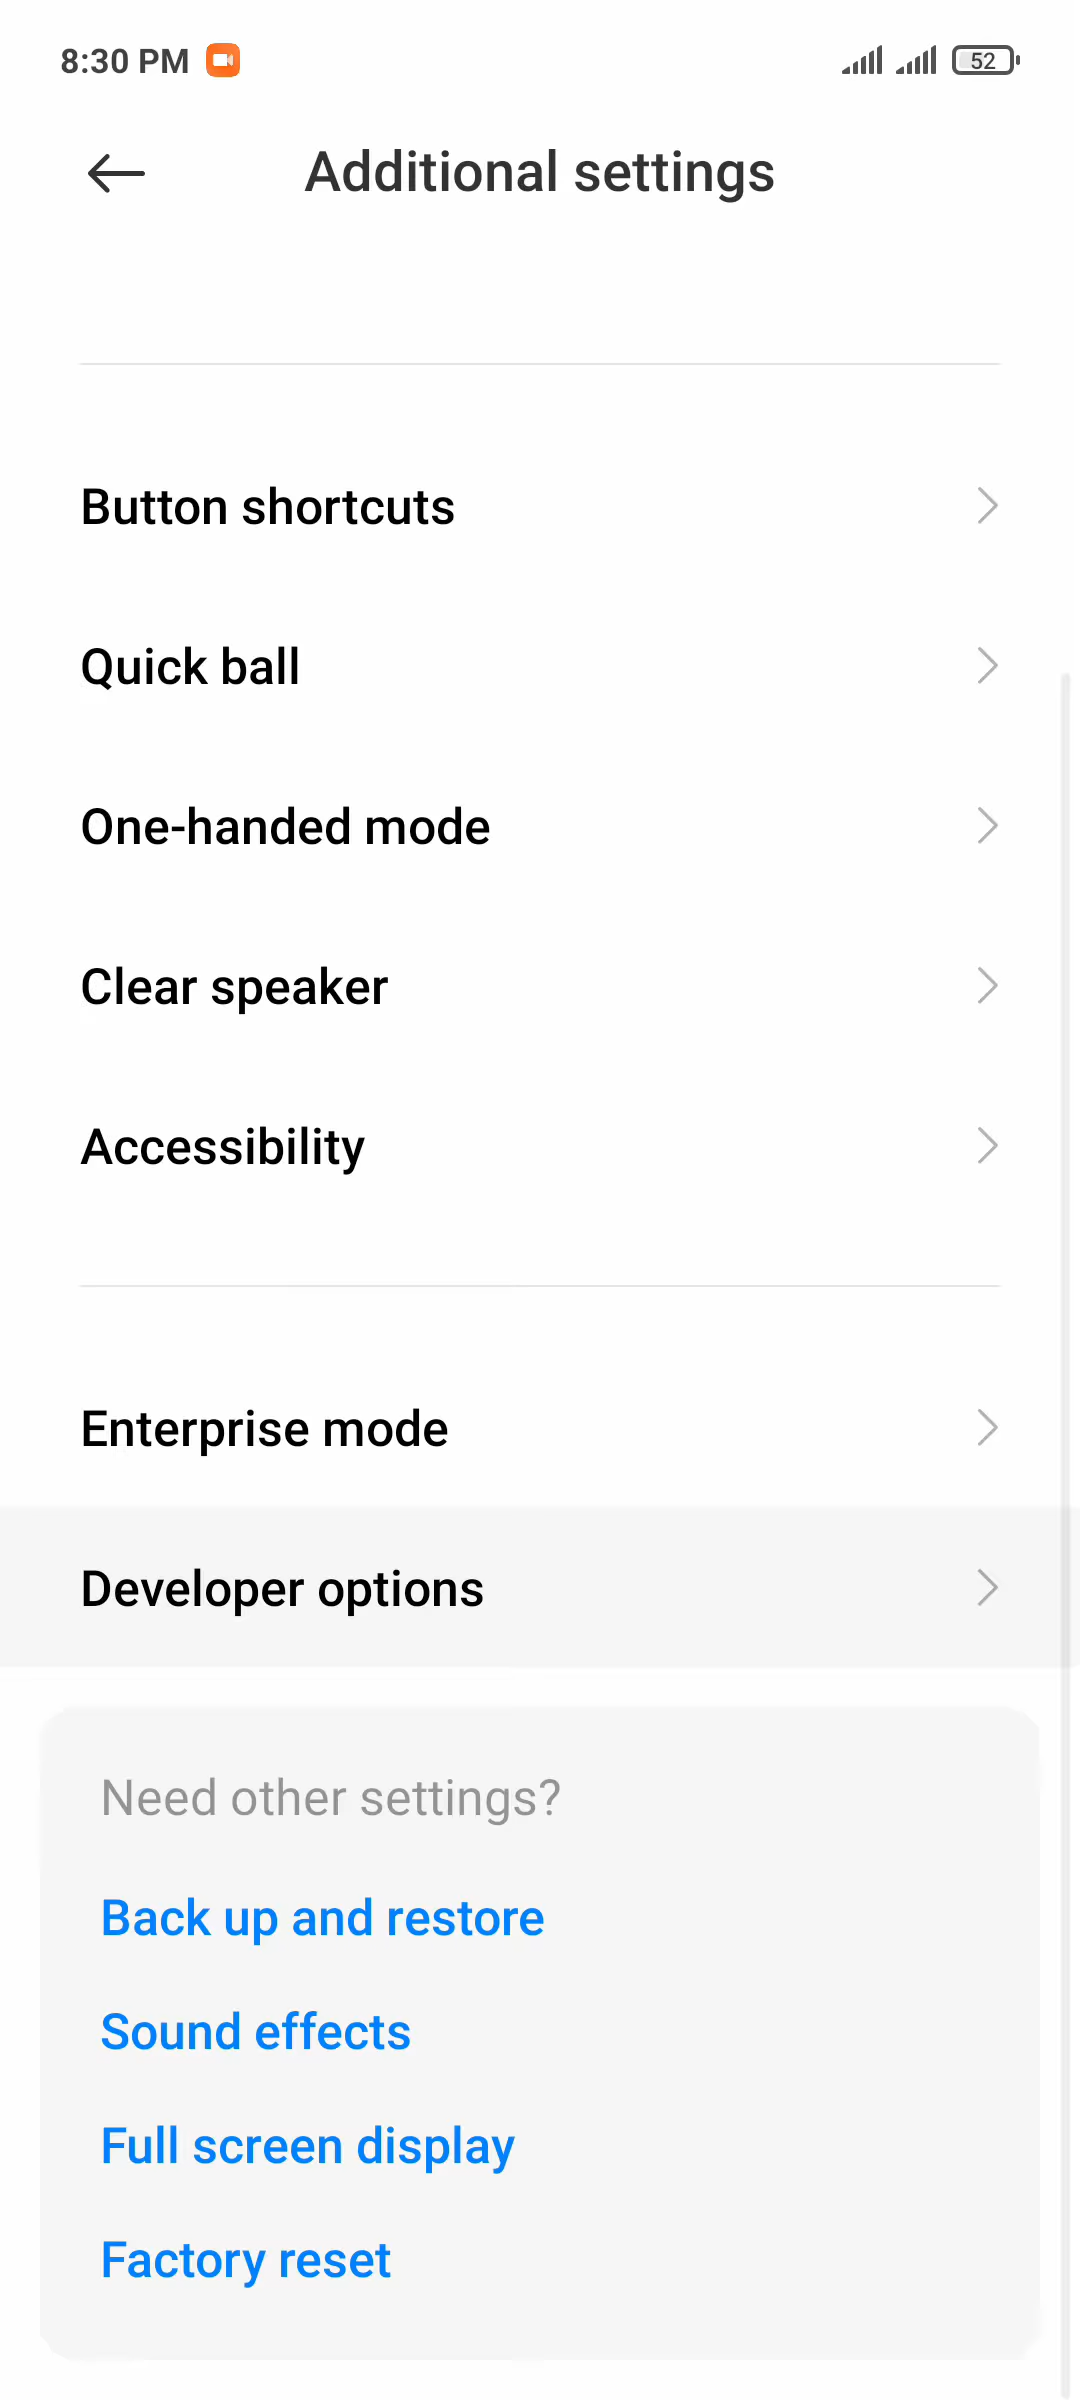 8:30 PM 52
Additional settings
Button shortcuts
Quick ball
One-handed mode
Clear speaker
Accessibility
Enterprise mode
Developer options
Need other settings?
Back up and restore
Sound effects
Full screen display
Factory reset